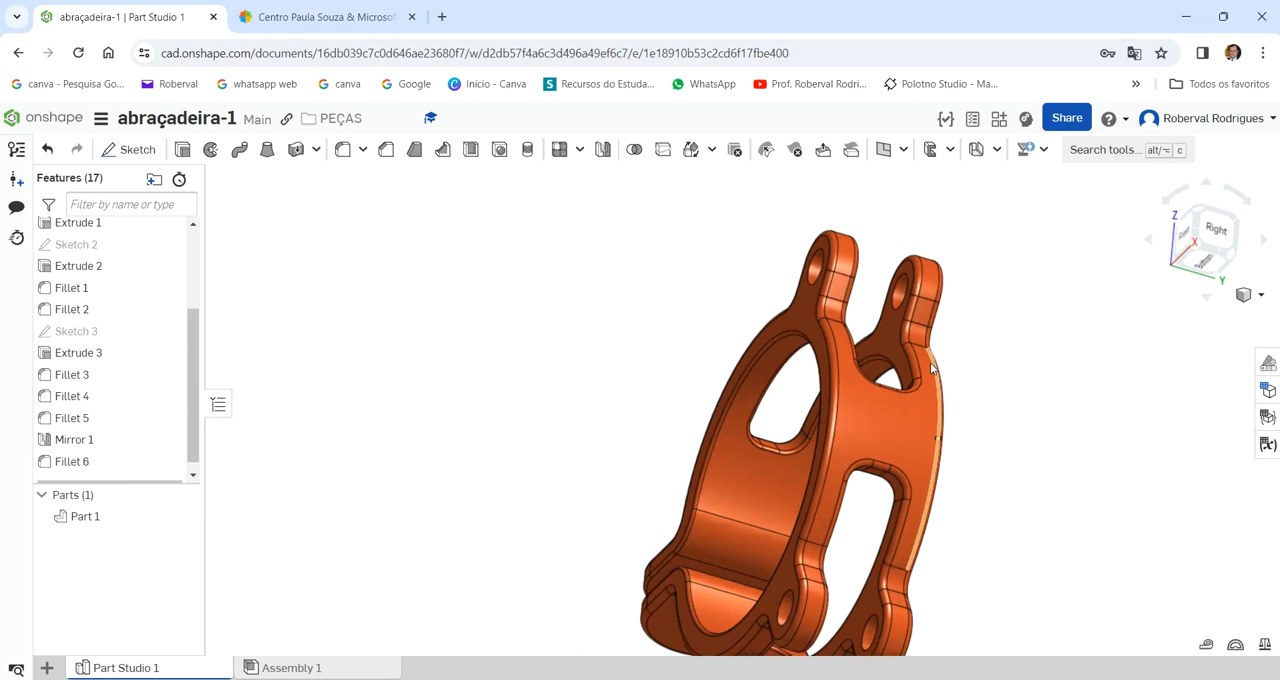 abraçadeira-1 | Part Studio 1
Centro Paula Souza & Microsof
cad.onshape.com/documents/16db039c7c0d646ae23680f7/w/d2db57f4a6c3d496a49ef6c7/e/1e18910b53c2cd6f17fbe400
canva - Pesquisa Go... Roberval whatsapp web canva Google Início - Canva Recursos do Estuda... WhatsApp Prof. Roberval Rodri... Polotno Studio - Ma... » Todos os favoritos
onshape abraçadeira-1 Main PEÇAS Share Roberval Rodrigues
Sketch Search tools... alt/⌥ c
Features (17)
Filter by name or type
Extrude 1
Sketch 2
Extrude 2
Fillet 1
Fillet 2
Sketch 3
Extrude 3
Fillet 3
Fillet 4
Fillet 5
Mirror 1
Fillet 6
Parts (1)
Part 1
Z
Right
X
Bottom
Y
Part Studio 1 Assembly 1